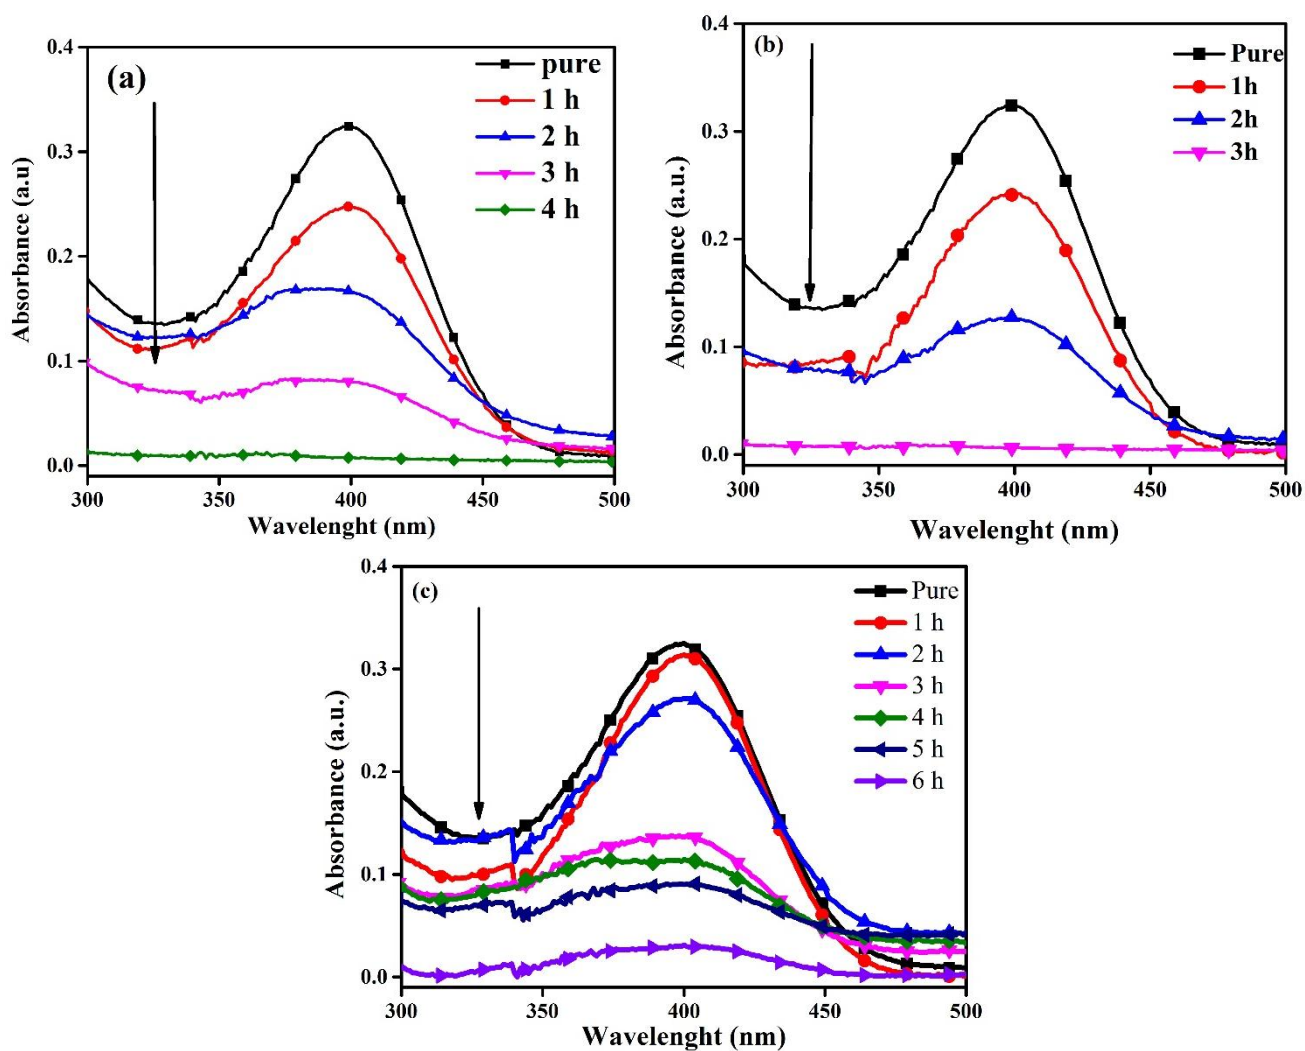 (a)
pure
1 h
2 h
3 h
4 h
0.4
0.3
0.2
0.1
0.0
Absorbance (a.u)
300 350 400 450 500
Wavelenght (nm)
(b)
Pure
1h
2h
3h
0.4
0.3
0.2
0.1
0.0
Absorbance (a.u.)
300 350 400 450 500
Wavelenght (nm)
(c)
Pure
1 h
2 h
3 h
4 h
5 h
6 h
0.4
0.3
0.2
0.1
0.0
Absorbance (a.u.)
300 350 400 450 500
Wavelenght (nm)